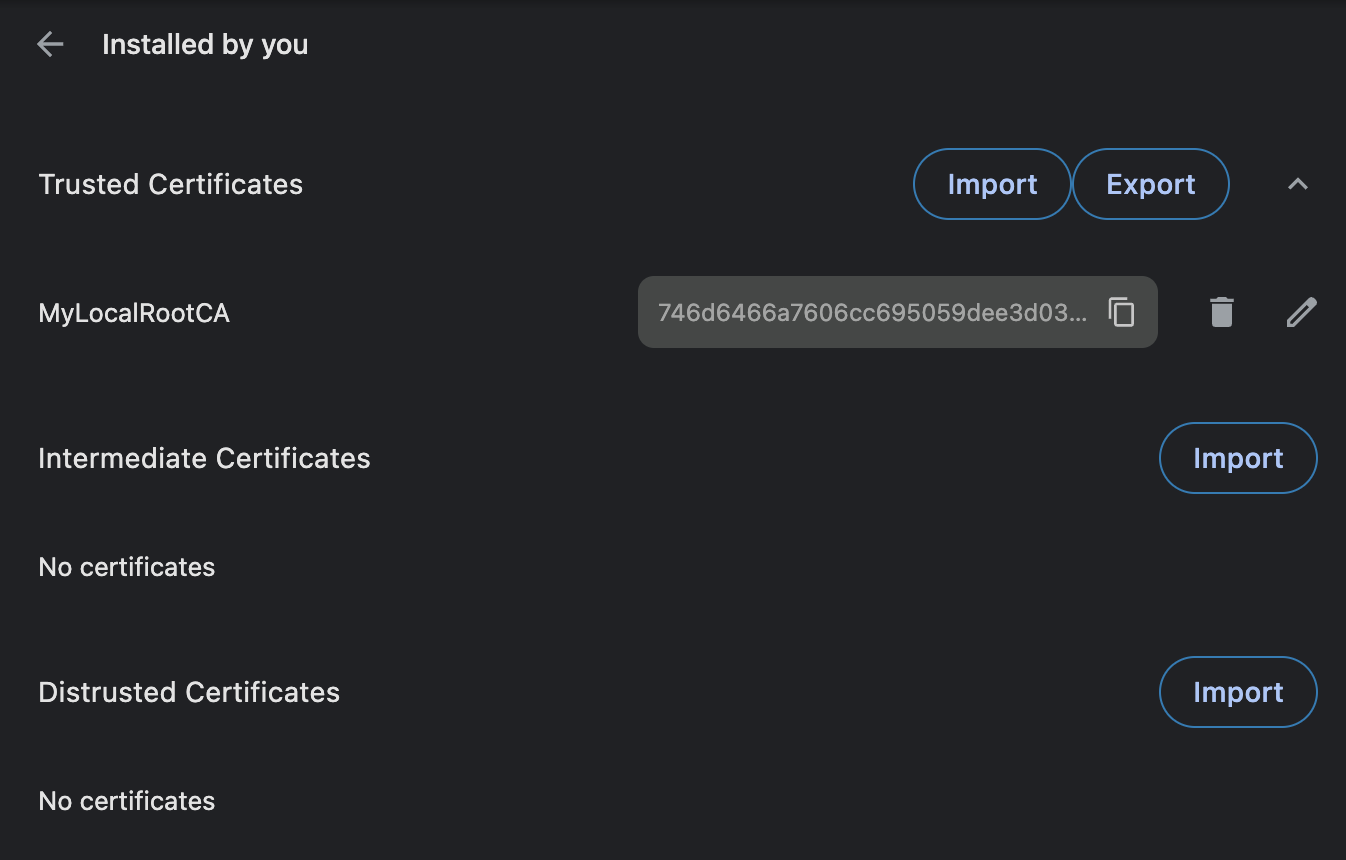 Installed by you
Trusted Certificates
Import
Export
MyLocalRootCA
746d6466a7606cc695059dee3d03...
Intermediate Certificates
Import
No certificates
Distrusted Certificates
Import
No certificates